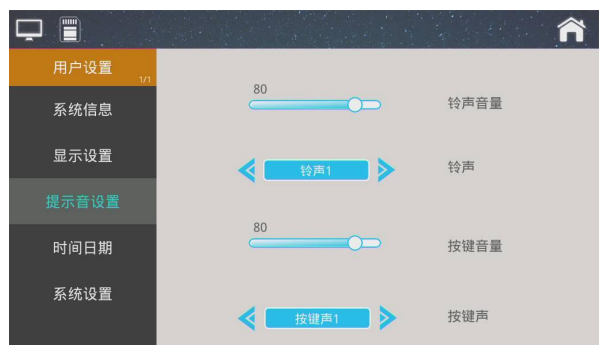 用户设置
1/1
系统信息
显示设置
提示音设置
时间日期
系统设置
80
铃声音量
铃声1
铃声
80
按键音量
按键声1
按键声